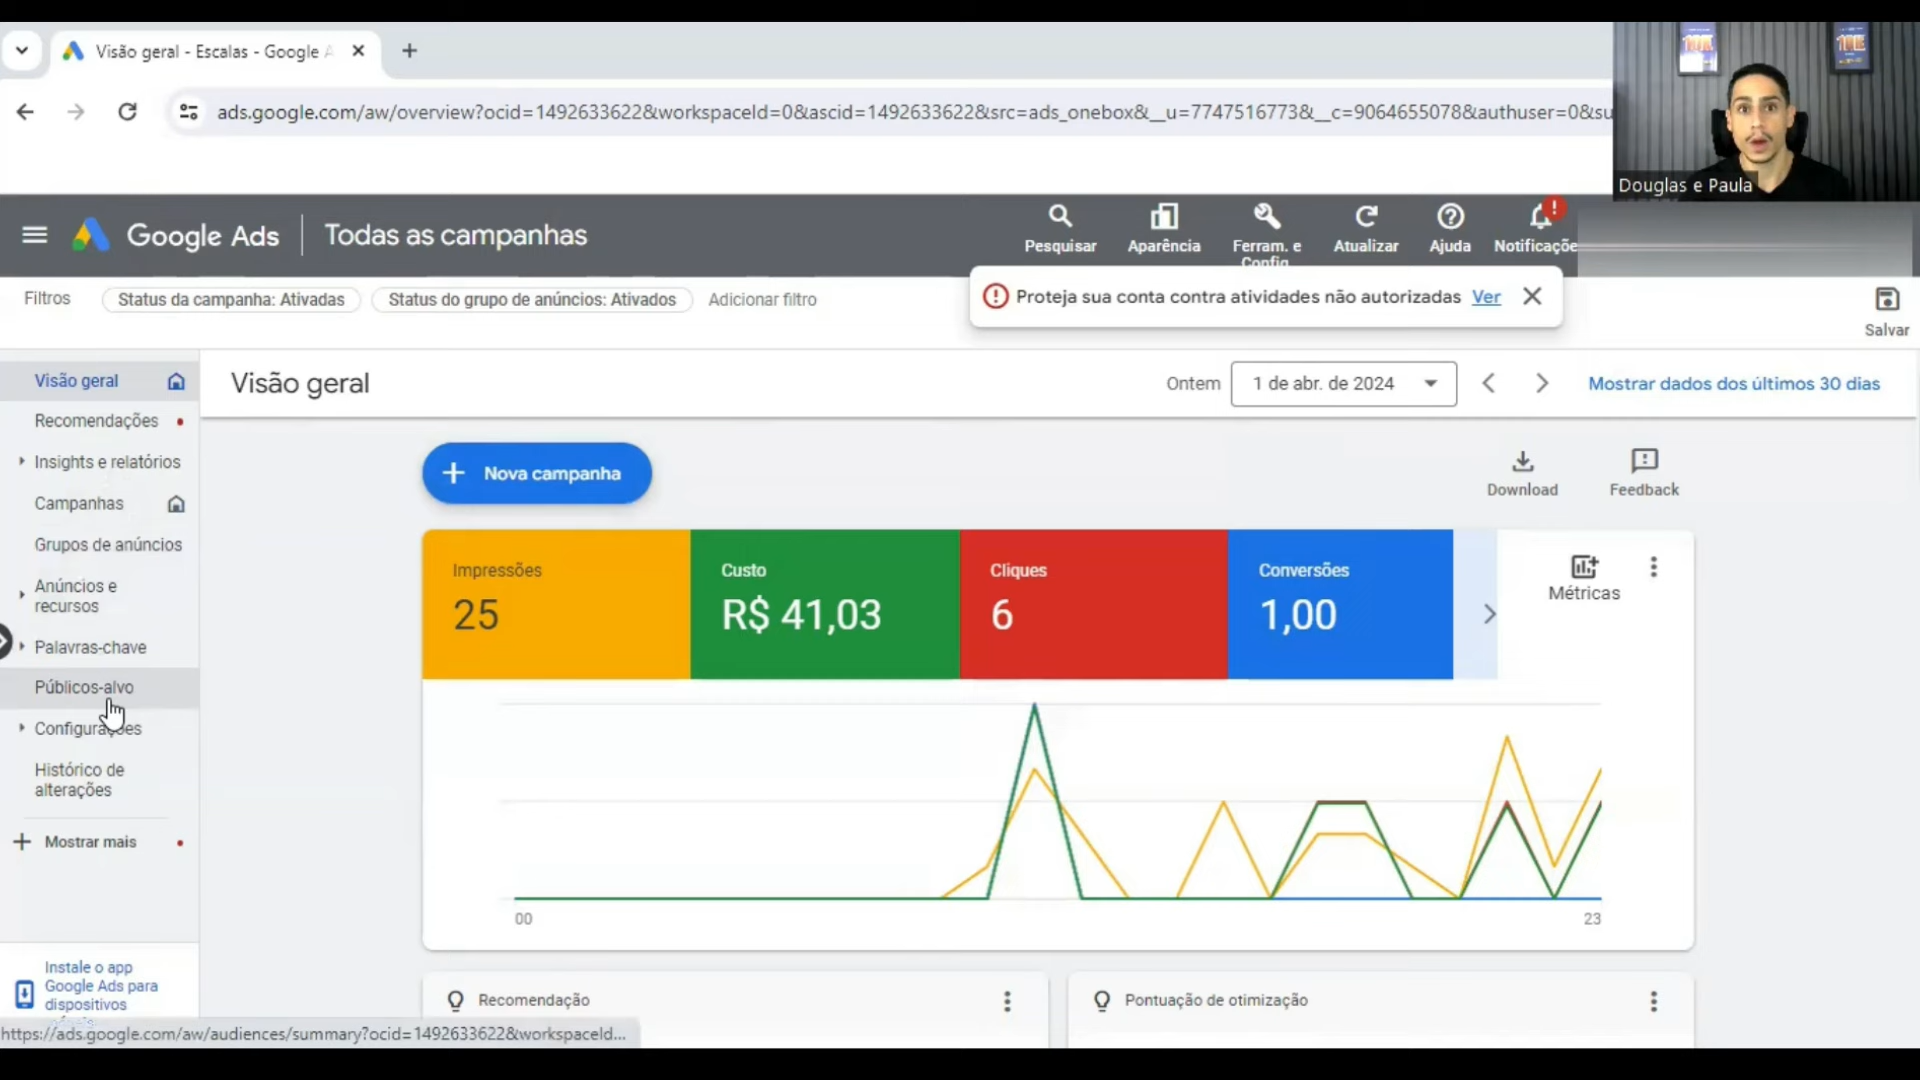 Visão geral - Escalas - Google A
ads.google.com/aw/overview?ocid=1492633622&workspaceId=0&ascid=1492633622&src=ads_onebox&__u=7747516773&__c=9064655078&authuser=0&su
Douglas e Paula
Google Ads
Todas as campanhas
Pesquisar
Aparência
Ferram. e
Config.
Atualizar
Ajuda
Notificaçõe
Filtros
Status da campanha: Ativadas
Status do grupo de anúncios: Ativados
Adicionar filtro
Proteja sua conta contra atividades não autorizadas Ver
Salvar
Visão geral
Recomendações
Insights e relatórios
Campanhas
Grupos de anúncios
Anúncios e
recursos
Palavras-chave
Públicos-alvo
Configurações
Histórico de
alterações
Mostrar mais
Instale o app
Google Ads para
dispositivos
Visão geral
Ontem
1 de abr. de 2024
Mostrar dados dos últimos 30 dias
Nova campanha
Download
Feedback
Impressões
25
Custo
R$ 41,03
Cliques
6
Conversões
1,00
Métricas
00
23
Recomendação
Pontuação de otimização
https://ads.google.com/aw/audiences/summary?ocid=1492633622&workspaceId...